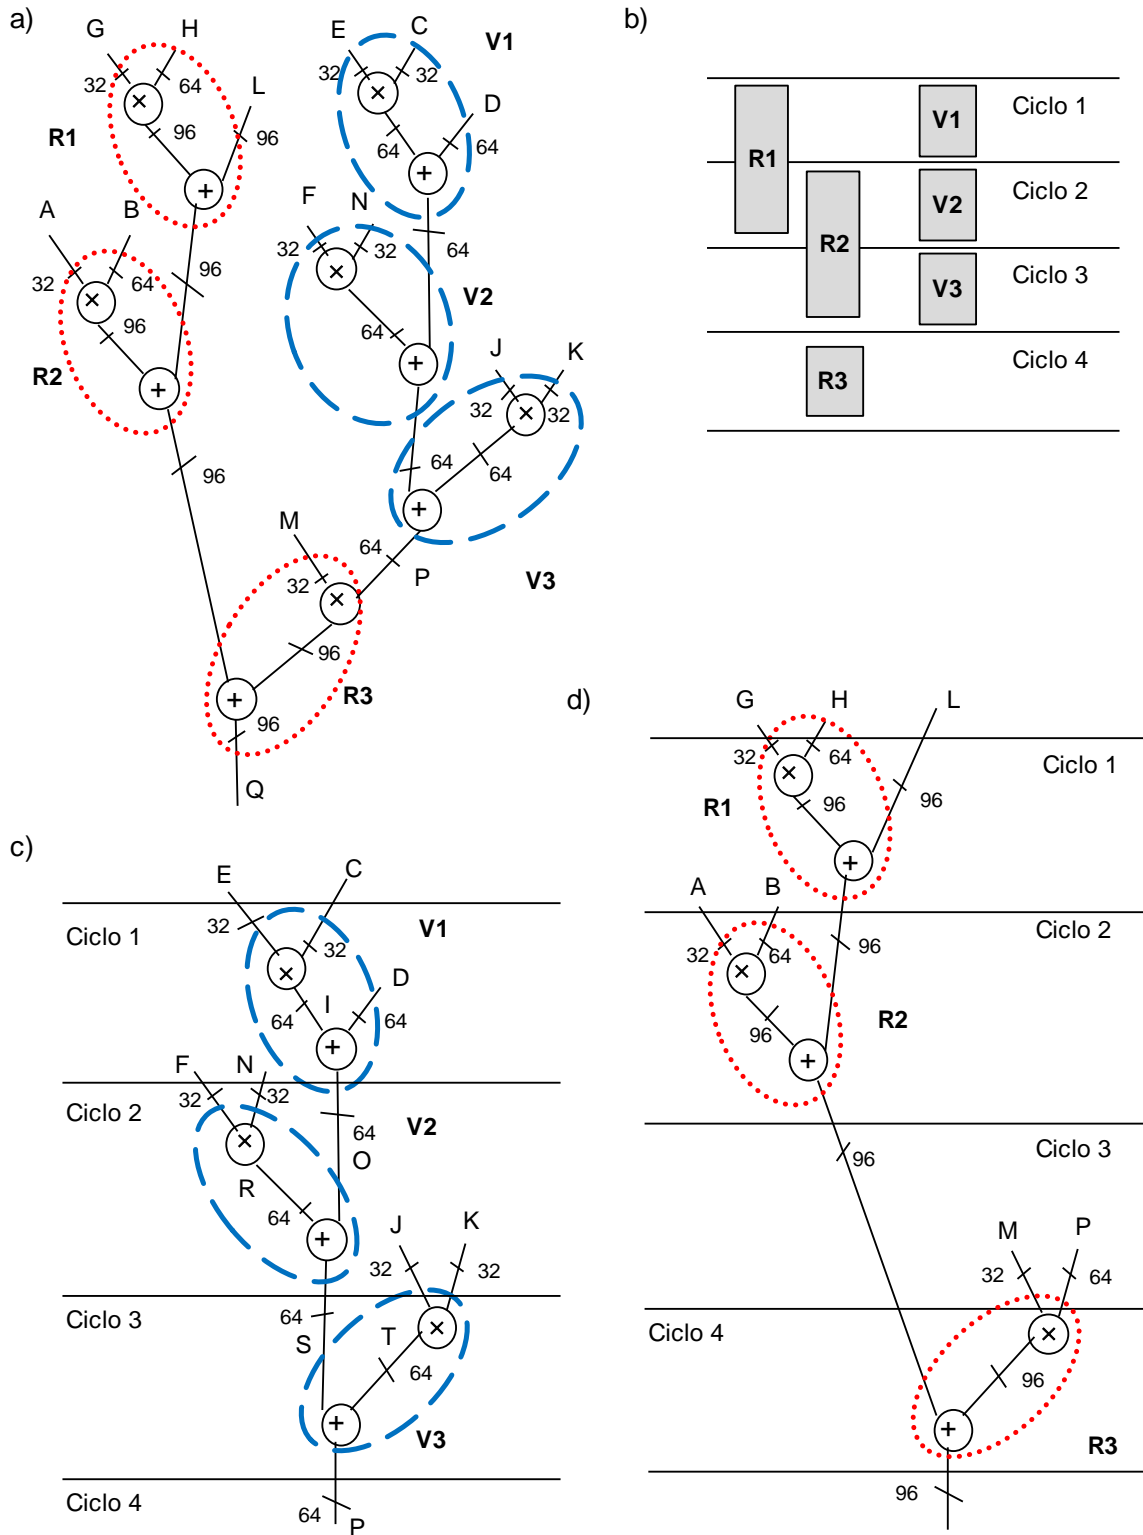 a)
G H
32 64 L
R1 96 96
E C V1
32 32 D
64 64
A B
32 64 96
R2 96
F N
32 32 64
V2
64
J K
32 32
64 64
96
M
32 64 P
V3
96
R3
96
Q
b)
Ciclo 1
R1 V1
Ciclo 2
R2 V2
Ciclo 3
V3
Ciclo 4
R3
c)
E C
Ciclo 1 32 V1
32
I D
64 64
F N
Ciclo 2 32 32
64 V2
O
R
64
J K
32 32
Ciclo 3 64
S T
64
V3
Ciclo 4
64 P
d)
G H L
32 64 Ciclo 1
R1 96 96
A B Ciclo 2
32 64 96
R2
96
Ciclo 3
96
M P
32 64
Ciclo 4
96
R3
96